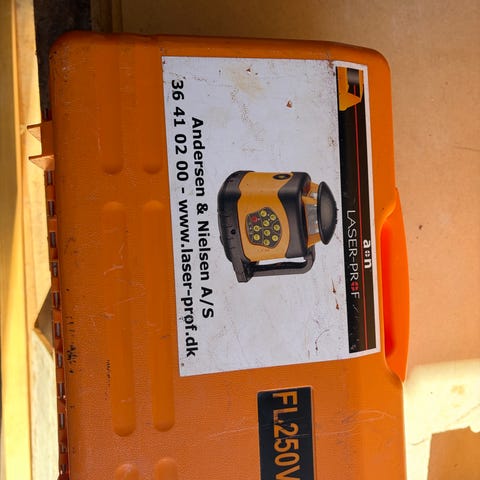 a·n
LASER-PROF
Andersen & Nielsen A/S
36 41 02 00 - www.laser-prof.dk
FL250V